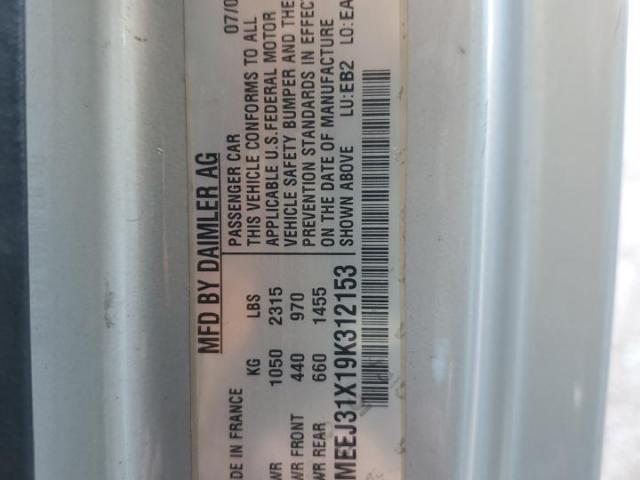 MFD BY DAIMLER AG
DE IN FRANCE
KG LBS
WR 1050 2315
WR FRONT 440 970
WR REAR 660 1455
07/0
PASSENGER CAR
THIS VEHICLE CONFORMS TO ALL
APPLICABLE U.S.FEDERAL MOTOR
VEHICLE SAFETY BUMPER AND THE
PREVENTION STANDARDS IN EFFE
ON THE DATE OF MANUFACTURE
SHOWN ABOVE LU:EB2 LO:EA
MEEJ31X19K312153